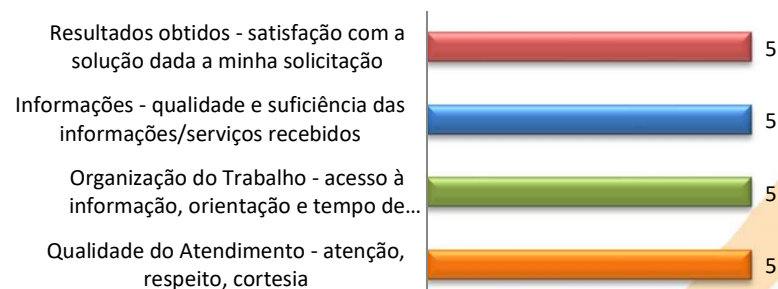 Resultados obtidos - satisfação com a
solução dada a minha solicitação
5
Informações - qualidade e suficiência das
informações/serviços recebidos
5
Organização do Trabalho - acesso à
informação, orientação e tempo de...
5
Qualidade do Atendimento - atenção,
respeito, cortesia
5